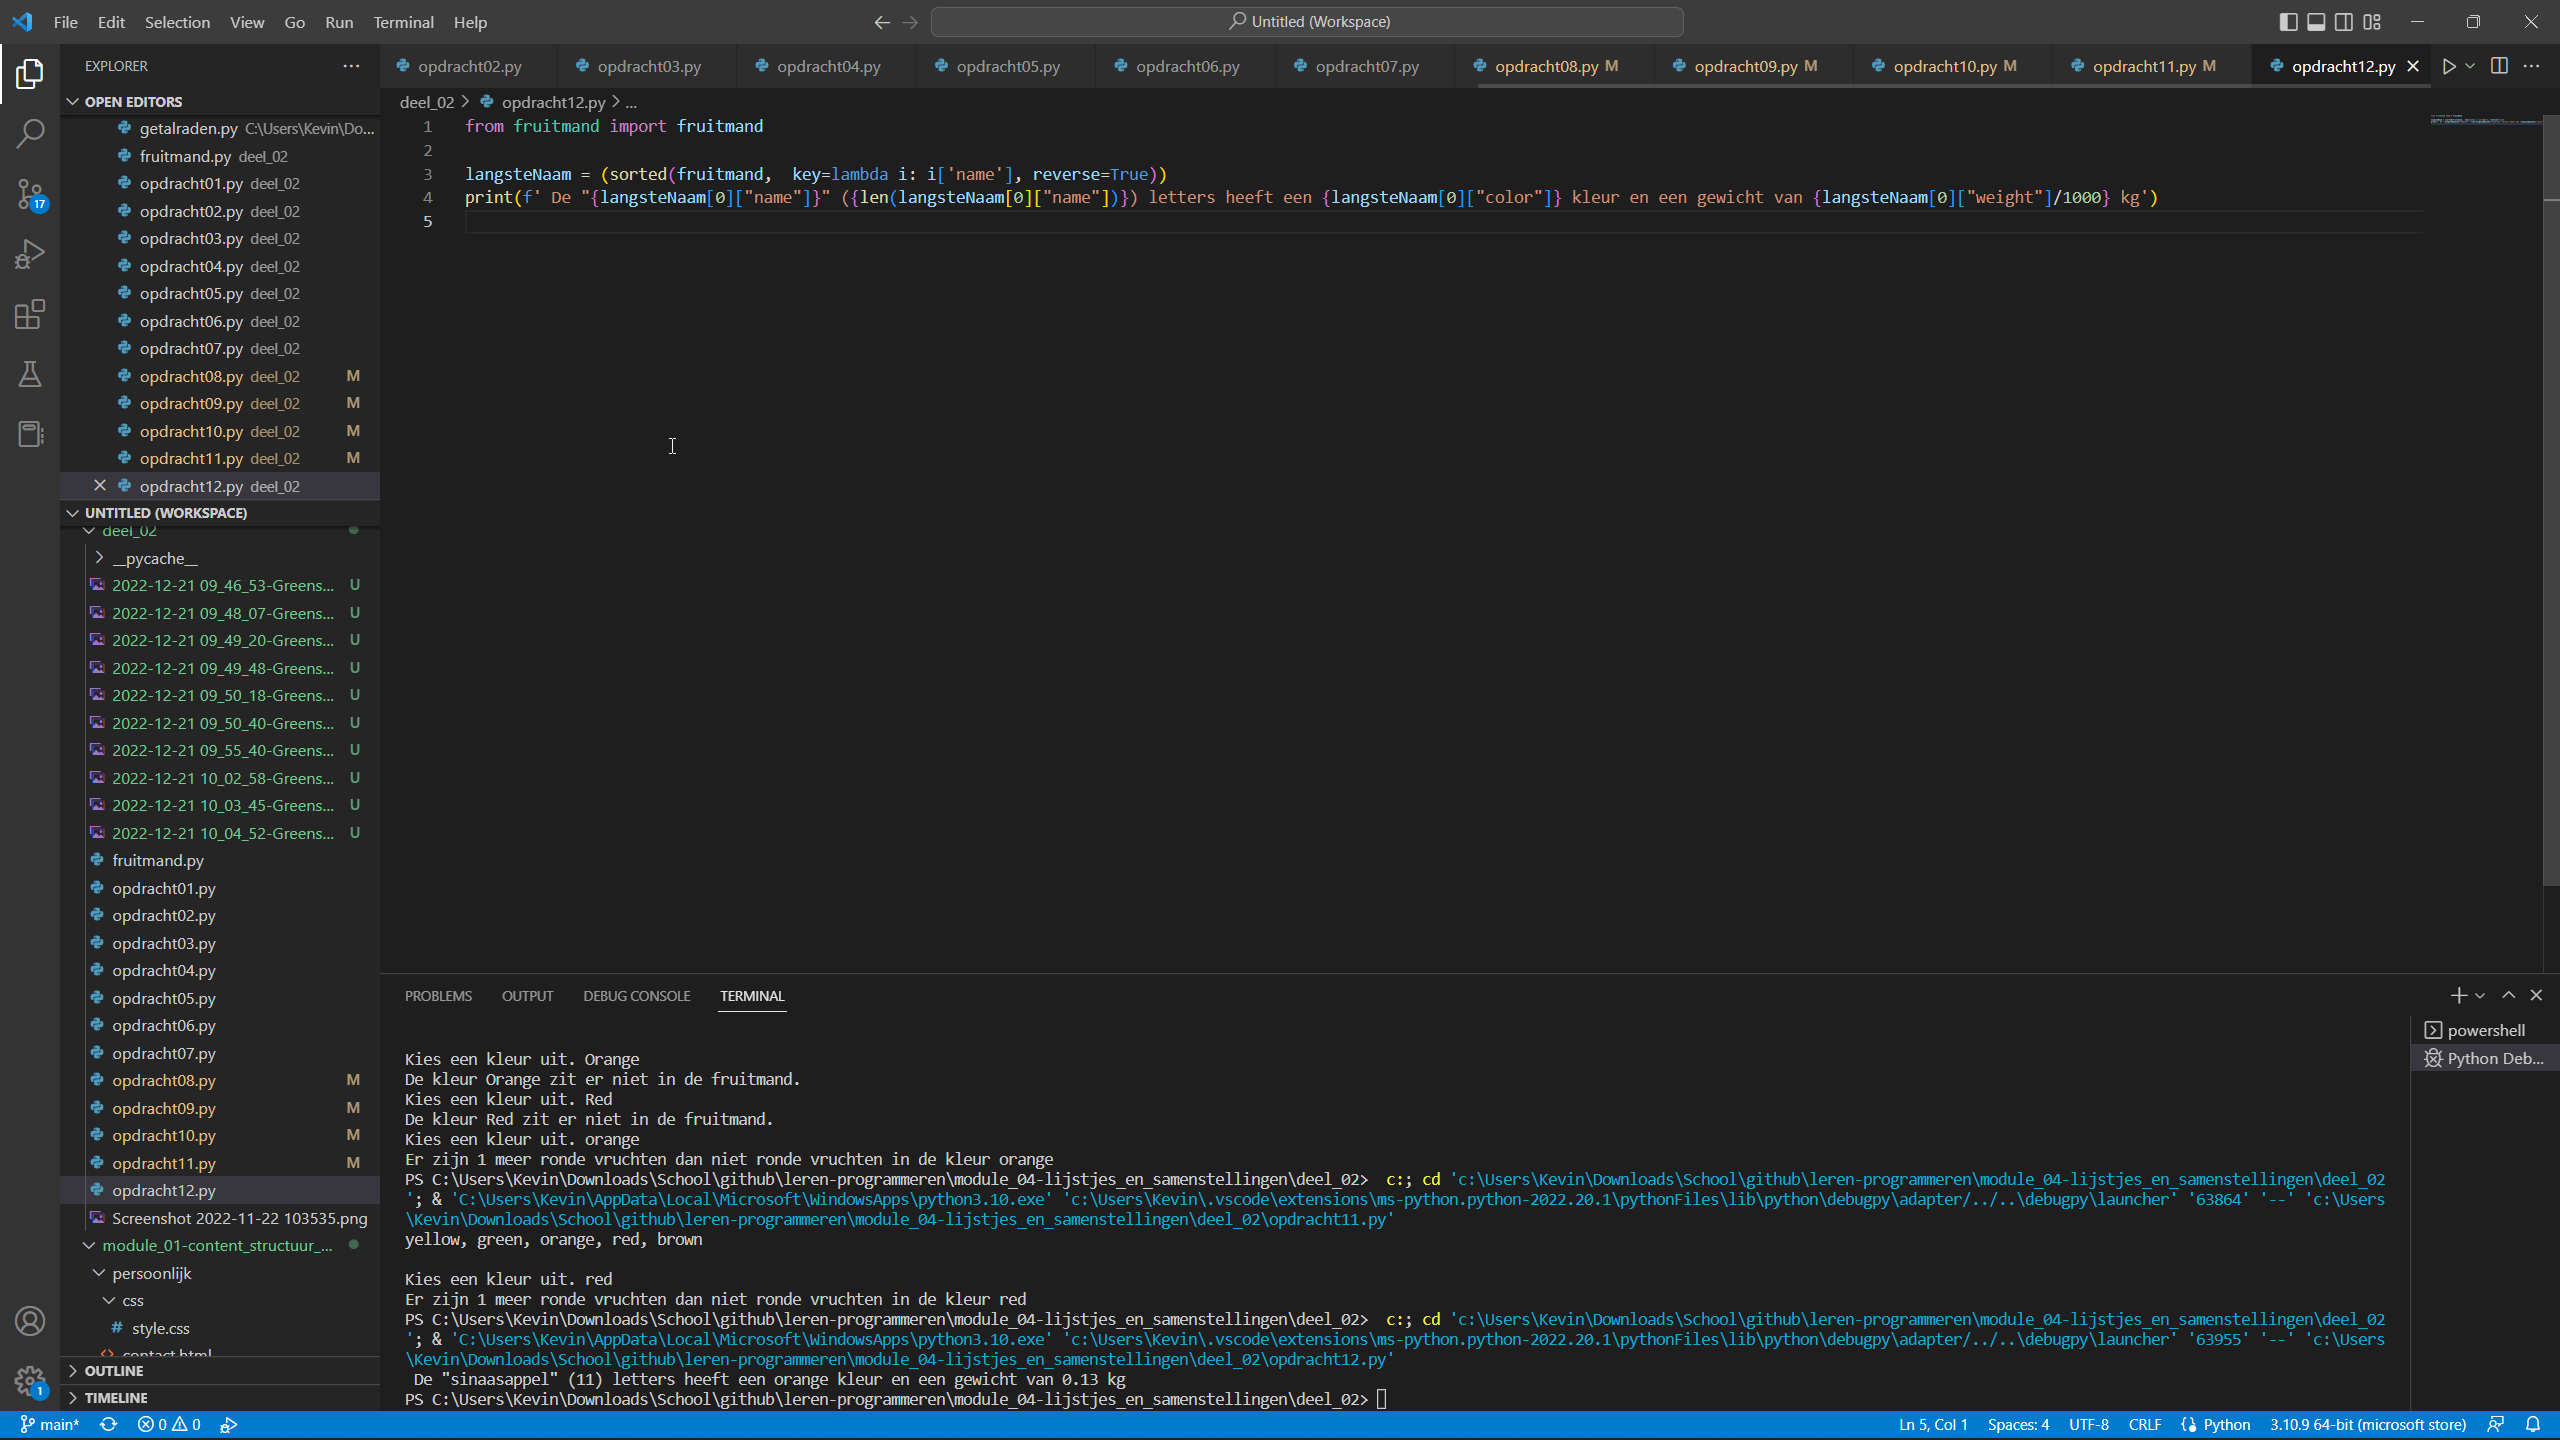 File Edit Selection View Go Run Terminal Help
Untitled (Workspace)
EXPLORER
opdracht02.py opdracht03.py opdracht04.py opdracht05.py opdracht06.py opdracht07.py opdracht08.py M opdracht09.py M opdracht10.py M opdracht11.py M opdracht12.py
OPEN EDITORS
getalraden.py C:\Users\Kevin\Do...
fruitmand.py deel_02
opdracht01.py deel_02
opdracht02.py deel_02
opdracht03.py deel_02
opdracht04.py deel_02
opdracht05.py deel_02
opdracht06.py deel_02
opdracht07.py deel_02
opdracht08.py deel_02 M
opdracht09.py deel_02 M
opdracht10.py deel_02 M
opdracht11.py deel_02 M
opdracht12.py deel_02
UNTITLED (WORKSPACE)
deel_02
__pycache__
2022-12-21 09_46_53-Greens... U
2022-12-21 09_48_07-Greens... U
2022-12-21 09_49_20-Greens... U
2022-12-21 09_49_48-Greens... U
2022-12-21 09_50_18-Greens... U
2022-12-21 09_50_40-Greens... U
2022-12-21 09_55_40-Greens... U
2022-12-21 10_02_58-Greens... U
2022-12-21 10_03_45-Greens... U
2022-12-21 10_04_52-Greens... U
fruitmand.py
opdracht01.py
opdracht02.py
opdracht03.py
opdracht04.py
opdracht05.py
opdracht06.py
opdracht07.py
opdracht08.py M
opdracht09.py M
opdracht10.py M
opdracht11.py M
opdracht12.py
Screenshot 2022-11-22 103535.png
module_01-content_structuur_...
persoonlijk
css
# style.css
contact.html
OUTLINE
TIMELINE
17
1
deel_02 > opdracht12.py > ...
1 from fruitmand import fruitmand
2
3 langsteNaam = (sorted(fruitmand,  key=lambda i: i['name'], reverse=True))
4 print(f' De "{langsteNaam[0]["name"]}" ({len(langsteNaam[0]["name"])}) letters heeft een {langsteNaam[0]["color"]} kleur en een gewicht van {langsteNaam[0]["weight"]/1000} kg')
5
PROBLEMS OUTPUT DEBUG CONSOLE TERMINAL
powershell
Python Deb...
Kies een kleur uit. Orange
De kleur Orange zit er niet in de fruitmand.
Kies een kleur uit. Red
De kleur Red zit er niet in de fruitmand.
Kies een kleur uit. orange
Er zijn 1 meer ronde vruchten dan niet ronde vruchten in de kleur orange
PS C:\Users\Kevin\Downloads\School\github\leren-programmeren\module_04-lijstjes_en_samenstellingen\deel_02>  c:; cd 'c:\Users\Kevin\Downloads\School\github\leren-programmeren\module_04-lijstjes_en_samenstellingen\deel_02
'; & 'C:\Users\Kevin\AppData\Local\Microsoft\WindowsApps\python3.10.exe' 'c:\Users\Kevin\.vscode\extensions\ms-python.python-2022.20.1\pythonFiles\lib\python\debugpy\adapter/../..\debugpy\launcher' '63864' '--' 'c:\Users
\Kevin\Downloads\School\github\leren-programmeren\module_04-lijstjes_en_samenstellingen\deel_02\opdracht11.py'
yellow, green, orange, red, brown
Kies een kleur uit. red
Er zijn 1 meer ronde vruchten dan niet ronde vruchten in de kleur red
PS C:\Users\Kevin\Downloads\School\github\leren-programmeren\module_04-lijstjes_en_samenstellingen\deel_02>  c:; cd 'c:\Users\Kevin\Downloads\School\github\leren-programmeren\module_04-lijstjes_en_samenstellingen\deel_02
'; & 'C:\Users\Kevin\AppData\Local\Microsoft\WindowsApps\python3.10.exe' 'c:\Users\Kevin\.vscode\extensions\ms-python.python-2022.20.1\pythonFiles\lib\python\debugpy\adapter/../..\debugpy\launcher' '63955' '--' 'c:\Users
\Kevin\Downloads\School\github\leren-programmeren\module_04-lijstjes_en_samenstellingen\deel_02\opdracht12.py'
De "sinaasappel" (11) letters heeft een orange kleur en een gewicht van 0.13 kg
PS C:\Users\Kevin\Downloads\School\github\leren-programmeren\module_04-lijstjes_en_samenstellingen\deel_02>
main* 0 0 Ln 5, Col 1 Spaces: 4 UTF-8 CRLF Python 3.10.9 64-bit (microsoft store)